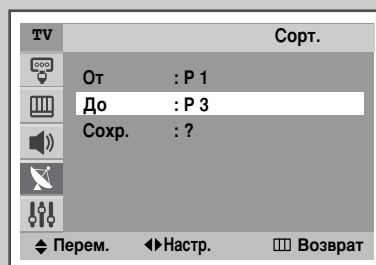 TV Сорт.
От : P 1
До : P 3
Сохр. : ?
Перем. Настр. Возврат